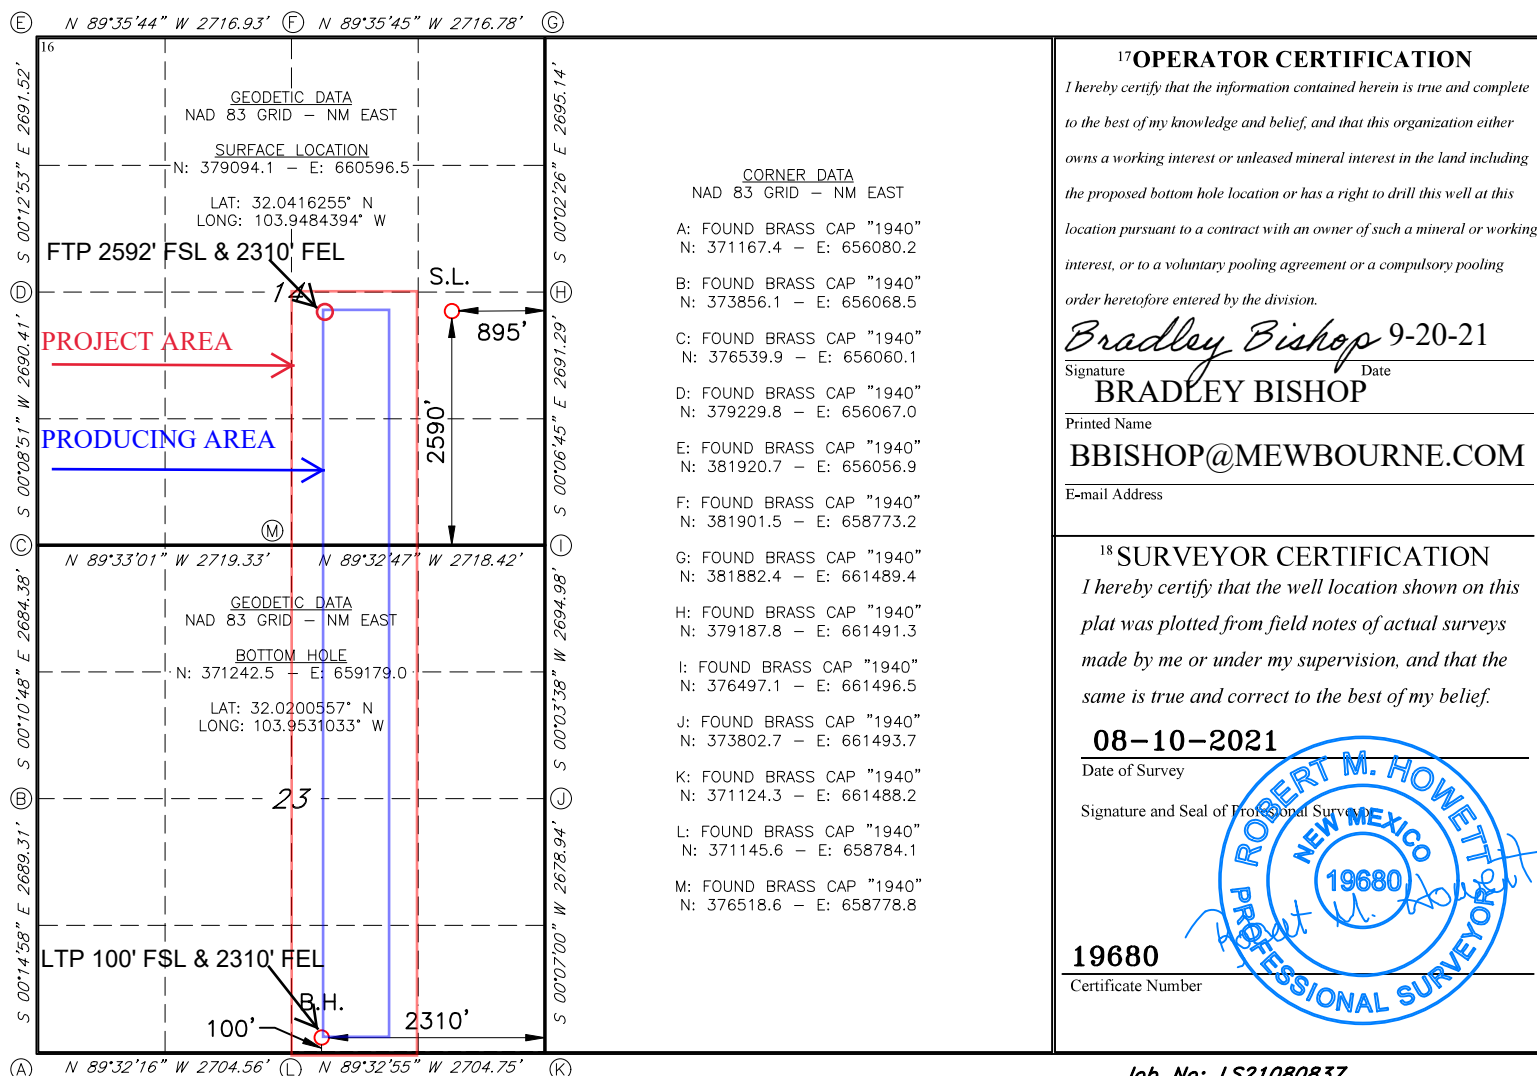 E N 89°35'44" W 2716.93' F N 89°35'45" W 2716.78' G
16
S 00°12'53" E 2691.52'
GEODETIC DATA
NAD 83 GRID – NM EAST
SURFACE LOCATION
N: 379094.1 – E: 660596.5
LAT: 32.0416255° N
LONG: 103.9484394° W
S 00°02'26" E 2695.14'
FTP 2592' FSL & 2310' FEL
S.L.
D
14
H
895'
PROJECT AREA
S 00°08'51" W 2690.41'
PRODUCING AREA
2590'
S 00°06'45" E 2691.29'
M
C
I
N 89°33'01" W 2719.33' N 89°32'47" W 2718.42'
S 00°10'48" E 2684.38'
GEODETIC DATA
NAD 83 GRID – NM EAST
BOTTOM HOLE
N: 371242.5 – E: 659179.0
LAT: 32.0200557° N
LONG: 103.9531033° W
S 00°03'38" W 2694.98'
B
23
J
S 00°14'58" E 2689.31'
LTP 100' FSL & 2310' FEL
B.H.
100'
2310'
S 00°07'00" W 2678.94'
A N 89°32'16" W 2704.56' L N 89°32'55" W 2704.75' K
CORNER DATA
NAD 83 GRID – NM EAST
A: FOUND BRASS CAP "1940"
N: 371167.4 – E: 656080.2
B: FOUND BRASS CAP "1940"
N: 373856.1 – E: 656068.5
C: FOUND BRASS CAP "1940"
N: 376539.9 – E: 656060.1
D: FOUND BRASS CAP "1940"
N: 379229.8 – E: 656067.0
E: FOUND BRASS CAP "1940"
N: 381920.7 – E: 656056.9
F: FOUND BRASS CAP "1940"
N: 381901.5 – E: 658773.2
G: FOUND BRASS CAP "1940"
N: 381882.4 – E: 661489.4
H: FOUND BRASS CAP "1940"
N: 379187.8 – E: 661491.3
I: FOUND BRASS CAP "1940"
N: 376497.1 – E: 661496.5
J: FOUND BRASS CAP "1940"
N: 373802.7 – E: 661493.7
K: FOUND BRASS CAP "1940"
N: 371124.3 – E: 661488.2
L: FOUND BRASS CAP "1940"
N: 371145.6 – E: 658784.1
M: FOUND BRASS CAP "1940"
N: 376518.6 – E: 658778.8
17 OPERATOR CERTIFICATION
I hereby certify that the information contained herein is true and complete
to the best of my knowledge and belief, and that this organization either
owns a working interest or unleased mineral interest in the land including
the proposed bottom hole location or has a right to drill this well at this
location pursuant to a contract with an owner of such a mineral or working
interest, or to a voluntary pooling agreement or a compulsory pooling
order heretofore entered by the division.
Bradley Bishop 9-20-21
Signature Date
BRADLEY BISHOP
Printed Name
BBISHOP@MEWBOURNE.COM
E-mail Address
18 SURVEYOR CERTIFICATION
I hereby certify that the well location shown on this
plat was plotted from field notes of actual surveys
made by me or under my supervision, and that the
same is true and correct to the best of my belief.
08-10-2021
Date of Survey
Signature and Seal of Professional Surveyor
ROBERT M. HOWETT
NEW MEXICO
19680
PROFESSIONAL SURVEYOR
Robert M. Howett
19680
Certificate Number
Job No: LS21080837